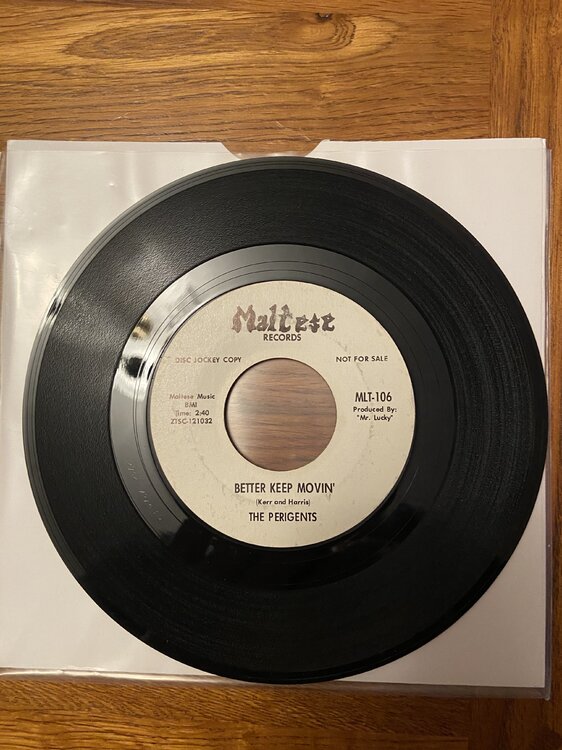 Maltese
RECORDS
DISC JOCKEY COPY
NOT FOR SALE
Maltese Music
BMI
Time: 2:40
ZTSC-121032
MLT-106
Produced By:
"Mr. Lucky"
BETTER KEEP MOVIN'
(Kerr and Harris)
THE PERIGENTS